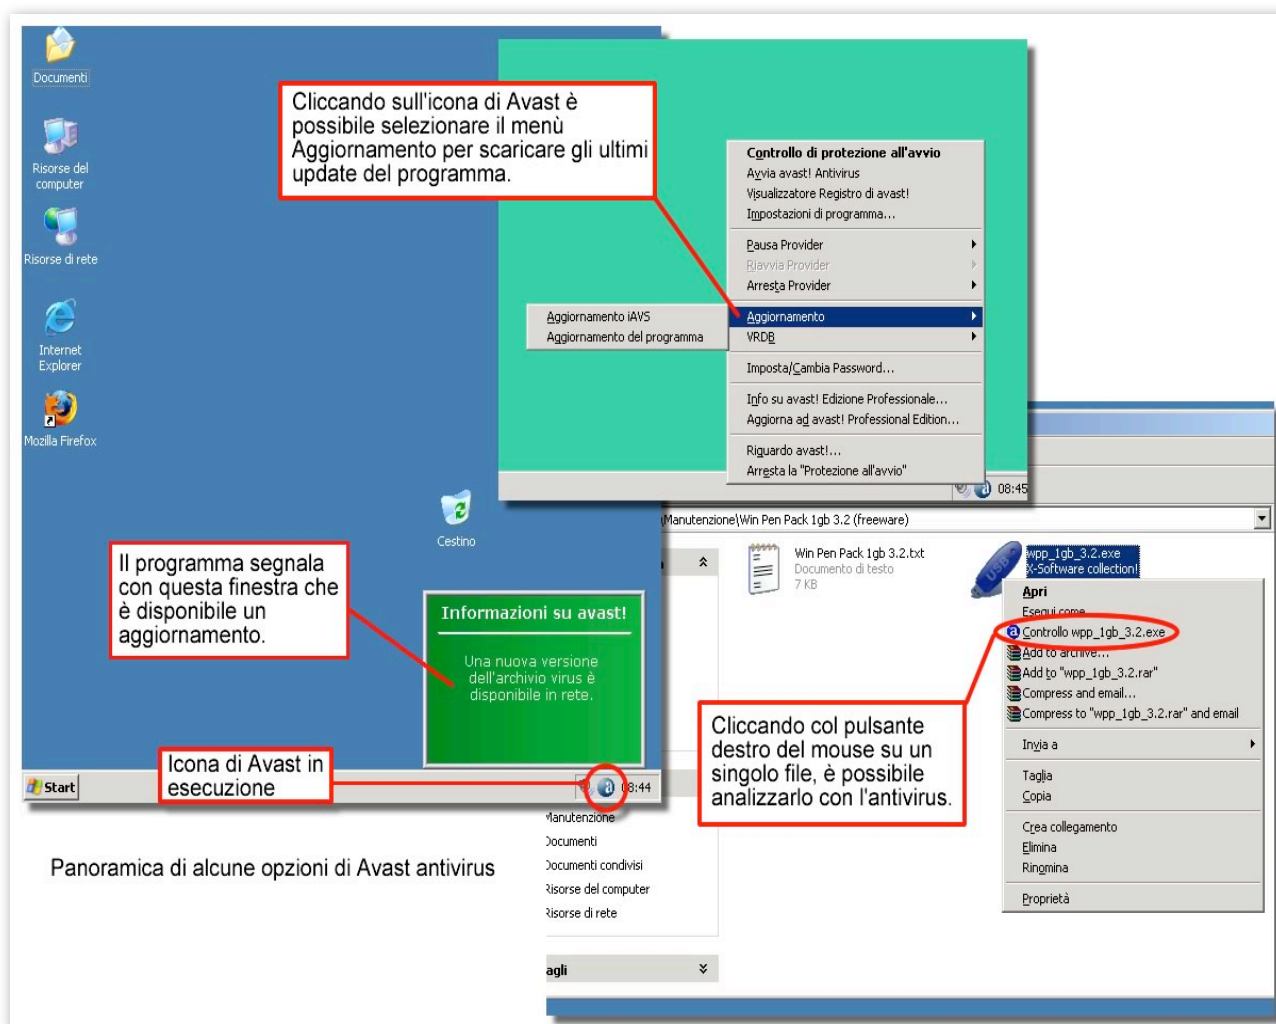 Documenti
Risorse del
computer
Risorse di rete
Internet
Explorer
Mozilla Firefox
Cestino
Cliccando sull'icona di Avast è
possibile selezionare il menù
Aggiornamento per scaricare gli ultimi
update del programma.
Controllo di protezione all'avvio
Avvia avast! Antivirus
Visualizzatore Registro di avast!
Impostazioni di programma...
Pausa Provider
Riavvia Provider
Arresta Provider
Aggiornamento
VRDB
Aggiornamento iAVS
Aggiornamento del programma
Imposta/Cambia Password...
Info su avast! Edizione Professionale...
Aggiorna ad avast! Professional Edition...
Riguardo avast!...
Arresta la "Protezione all'avvio"
08:45
Il programma segnala
con questa finestra che
è disponibile un
aggiornamento.
Informazioni su avast!
Una nuova versione
dell'archivio virus è
disponibile in rete.
Icona di Avast in
esecuzione
Start
08:44
Panoramica di alcune opzioni di Avast antivirus
\Manutenzione\Win Pen Pack 1gb 3.2 (freeware)
Win Pen Pack 1gb 3.2.txt
Documento di testo
7 KB
USB
wpp_1gb_3.2.exe
X-Software collection!
Apri
Esegui come...
Controllo wpp_1gb_3.2.exe
Add to archive...
Add to "wpp_1gb_3.2.rar"
Compress and email...
Compress to "wpp_1gb_3.2.rar" and email
Invia a
Taglia
Copia
Crea collegamento
Elimina
Rinomina
Proprietà
Cliccando col pulsante
destro del mouse su un
singolo file, è possibile
analizzarlo con l'antivirus.
Manutenzione
Documenti
Documenti condivisi
Risorse del computer
Risorse di rete
agli